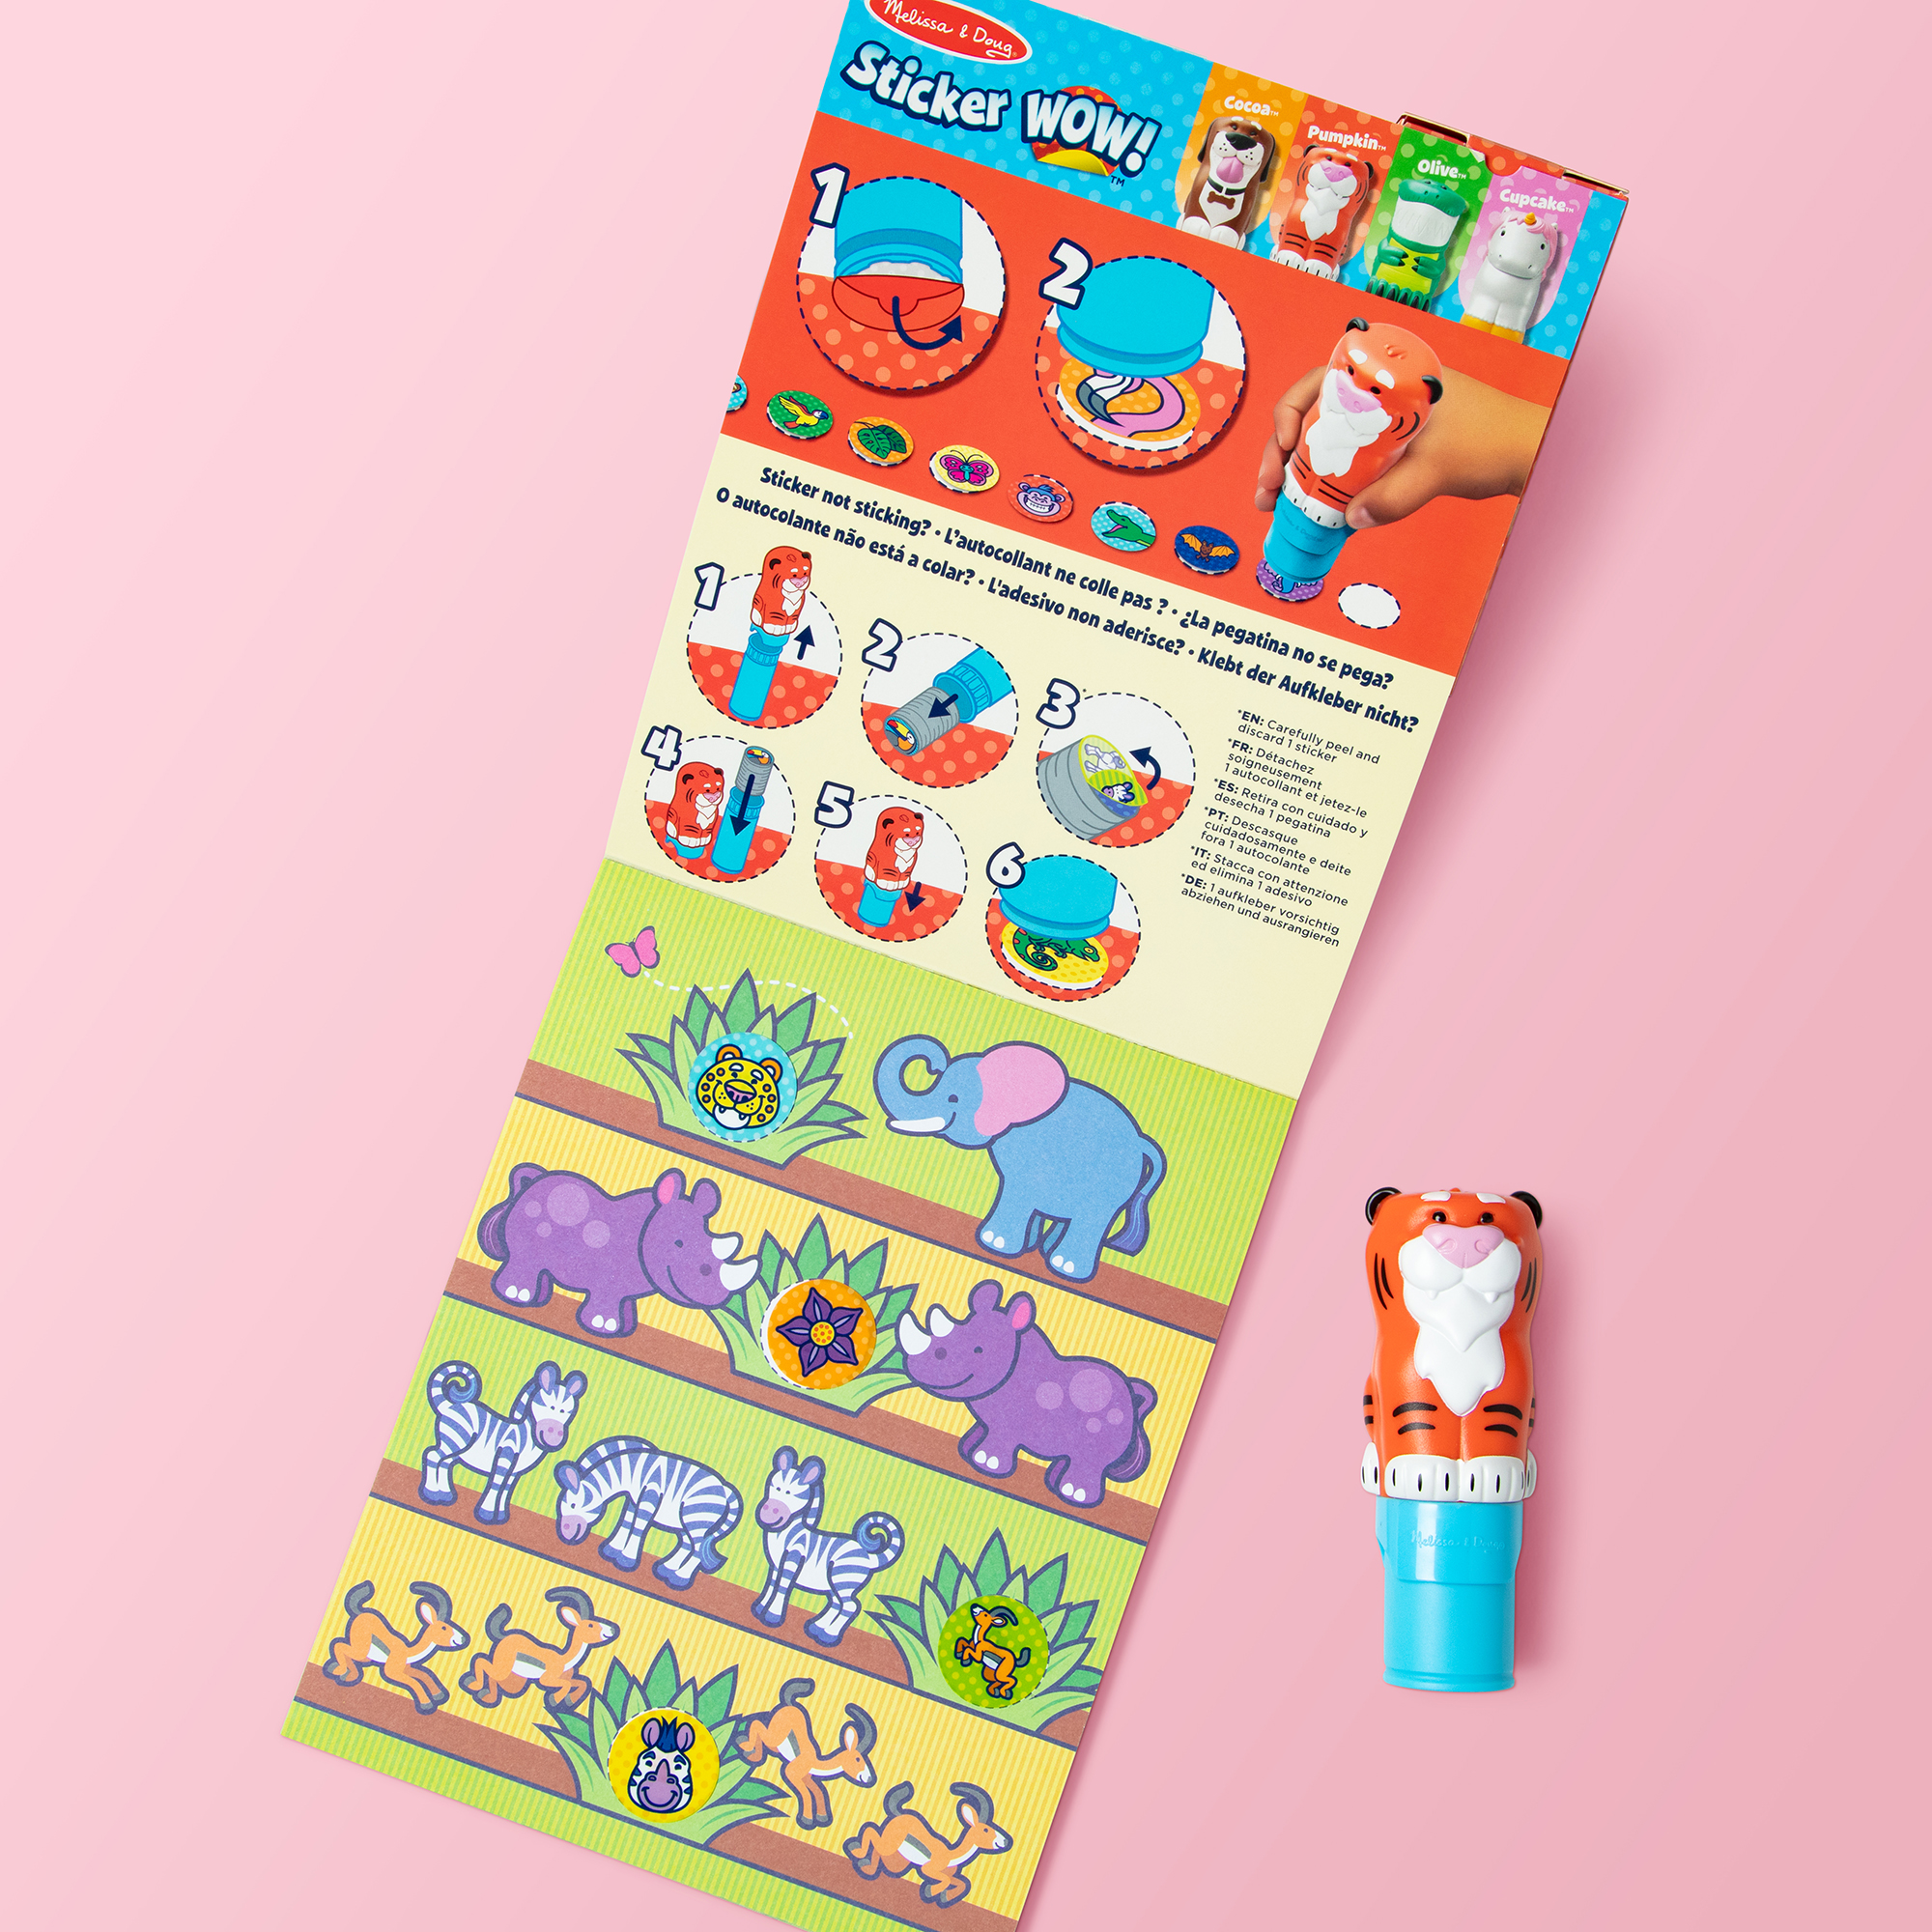 Melissa & Doug®
Sticker WOW!™
Cocoa™
Pumpkin™
Olive™
Cupcake™
1
2
Sticker not sticking? • L'autocollant ne colle pas ? • ¿La pegatina no se pega?
O autocolante não está a colar? • L'adesivo non aderisce? • Klebt der Aufkleber nicht?
1
2
3*
4
5
6
*EN: Carefully peel and
discard 1 sticker
*FR: Détachez
soigneusement
1 autocollant et jetez-le
*ES: Retira con cuidado y
desecha 1 pegatina
*PT: Descasque
cuidadosamente e deite
fora 1 autocolante
*IT: Stacca con attenzione
ed elimina 1 adesivo
*DE: 1 aufkleber vorsichtig
abziehen und ausrangieren
Melissa & Doug